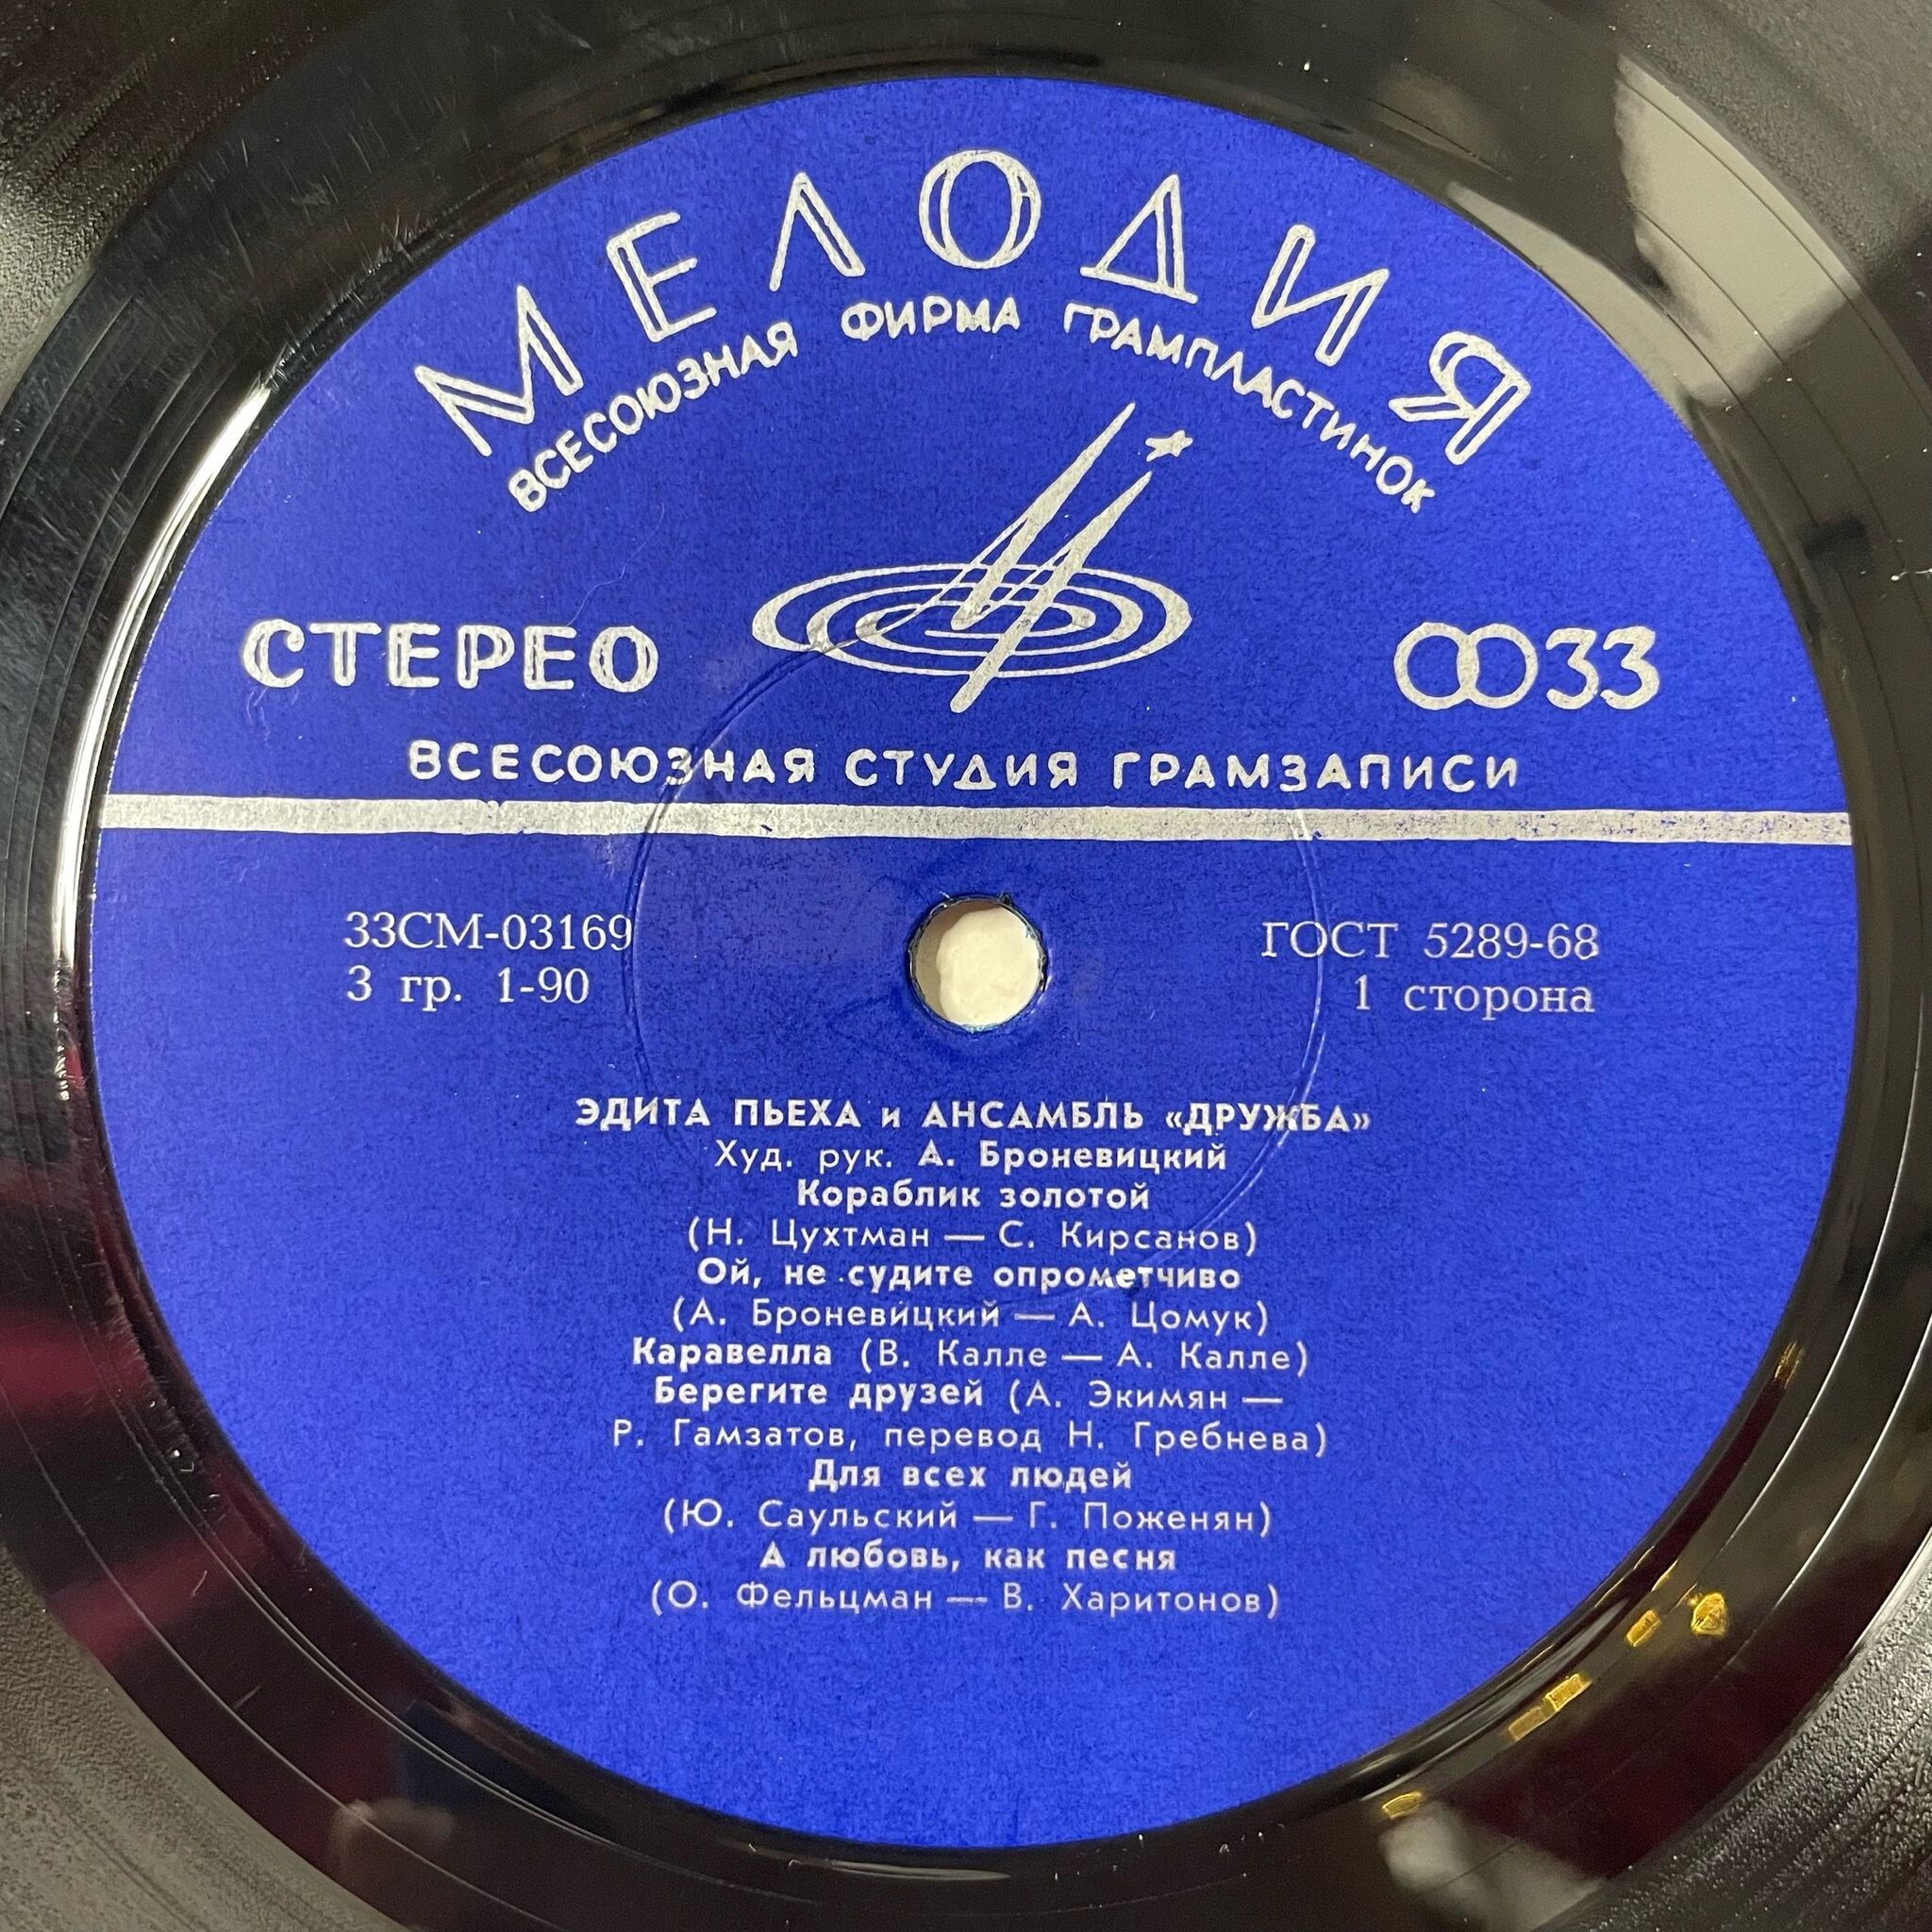 МЕЛОДИЯ
ВСЕСОЮЗНАЯ ФИРМА ГРАМПЛАСТИНОК
СТЕРЕО
33
ВСЕСОЮЗНАЯ СТУДИЯ ГРАМЗАПИСИ
33СМ-03169
3 гр. 1-90
ГОСТ 5289-68
1 сторона
ЭДИТА ПЬЕХА и АНСАМБЛЬ «ДРУЖБА»
Худ. рук. А. Броневицкий
Кораблик золотой
(Н. Цухтман — С. Кирсанов)
Ой, не судите опрометчиво
(А. Броневицкий — А. Цомук)
Каравелла (В. Калле — А. Калле)
Берегите друзей (А. Экимян —
Р. Гамзатов, перевод Н. Гребнева)
Для всех людей
(Ю. Саульский — Г. Поженян)
А любовь, как песня
(О. Фельцман — В. Харитонов)